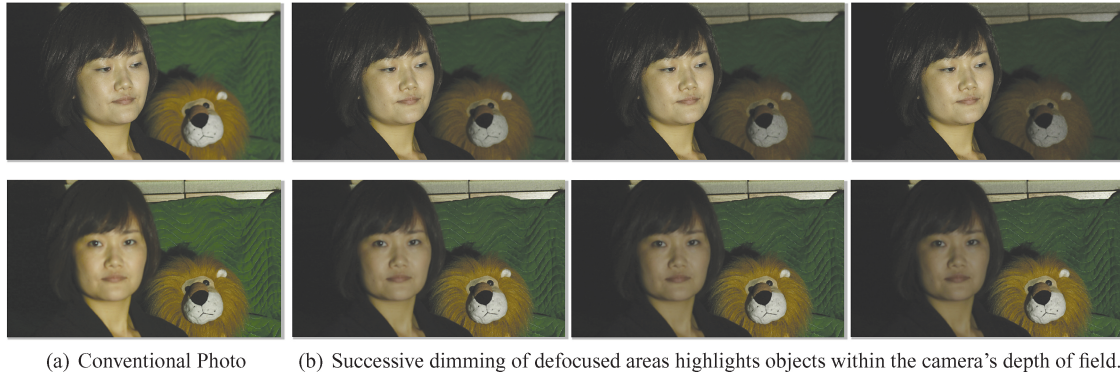 (a) Conventional Photo
(b) Successive dimming of defocused areas highlights objects within the camera's depth of field.